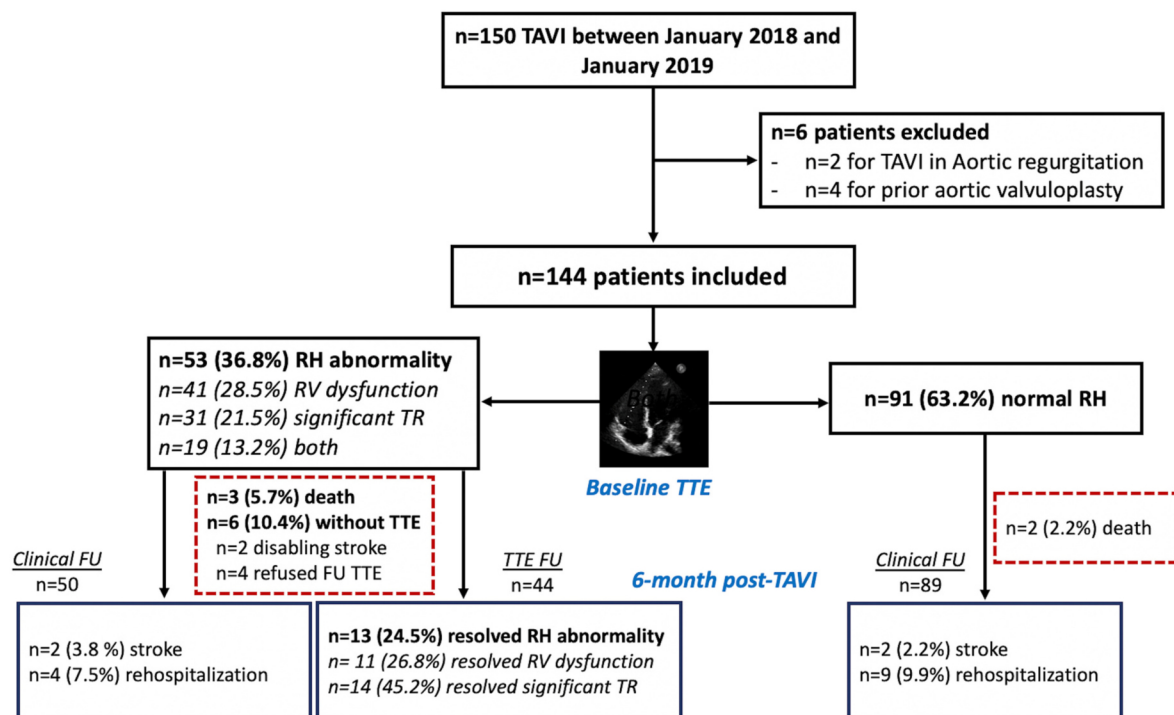 n=150 TAVI between January 2018 and
January 2019
n=6 patients excluded
- n=2 for TAVI in Aortic regurgitation
- n=4 for prior aortic valvuloplasty
n=144 patients included
n=53 (36.8%) RH abnormality
n=41 (28.5%) RV dysfunction
n=31 (21.5%) significant TR
n=19 (13.2%) both
Both
n=91 (63.2%) normal RH
Baseline TTE
n=3 (5.7%) death
n=6 (10.4%) without TTE
n=2 disabling stroke
n=4 refused FU TTE
n=2 (2.2%) death
Clinical FU
n=50
TTE FU
n=44
6-month post-TAVI
Clinical FU
n=89
n=2 (3.8 %) stroke
n=4 (7.5%) rehospitalization
n=13 (24.5%) resolved RH abnormality
n= 11 (26.8%) resolved RV dysfunction
n=14 (45.2%) resolved significant TR
n=2 (2.2%) stroke
n=9 (9.9%) rehospitalization